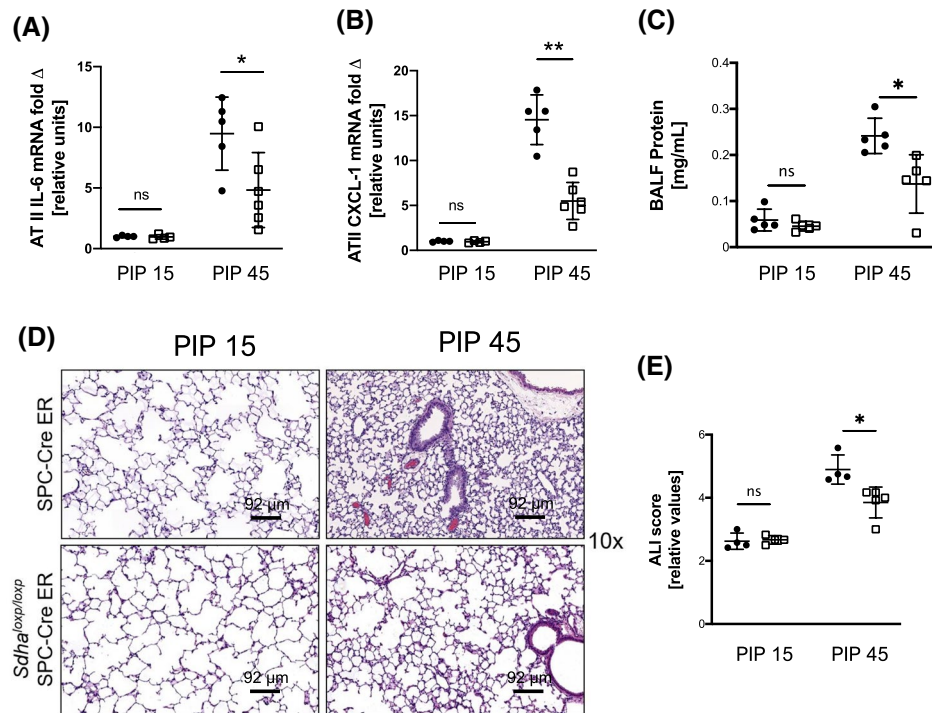 (A)
AT II IL-6 mRNA fold Δ
[relative units]
15
10
5
0
ns
*
PIP 15
PIP 45
(B)
ATII CXCL-1 mRNA fold Δ
[relative units]
20
15
10
5
0
ns
**
PIP 15
PIP 45
(C)
BALF Protein
[mg/mL]
0.4
0.3
0.2
0.1
0
ns
*
PIP 15
PIP 45
(D)
PIP 15
PIP 45
SPC-Cre ER
92 µm
92 µm
10x
Sdhaloxp/loxp
SPC-Cre ER
92 µm
92 µm
(E)
ALI score
[relative values]
6
4
2
0
ns
*
PIP 15
PIP 45